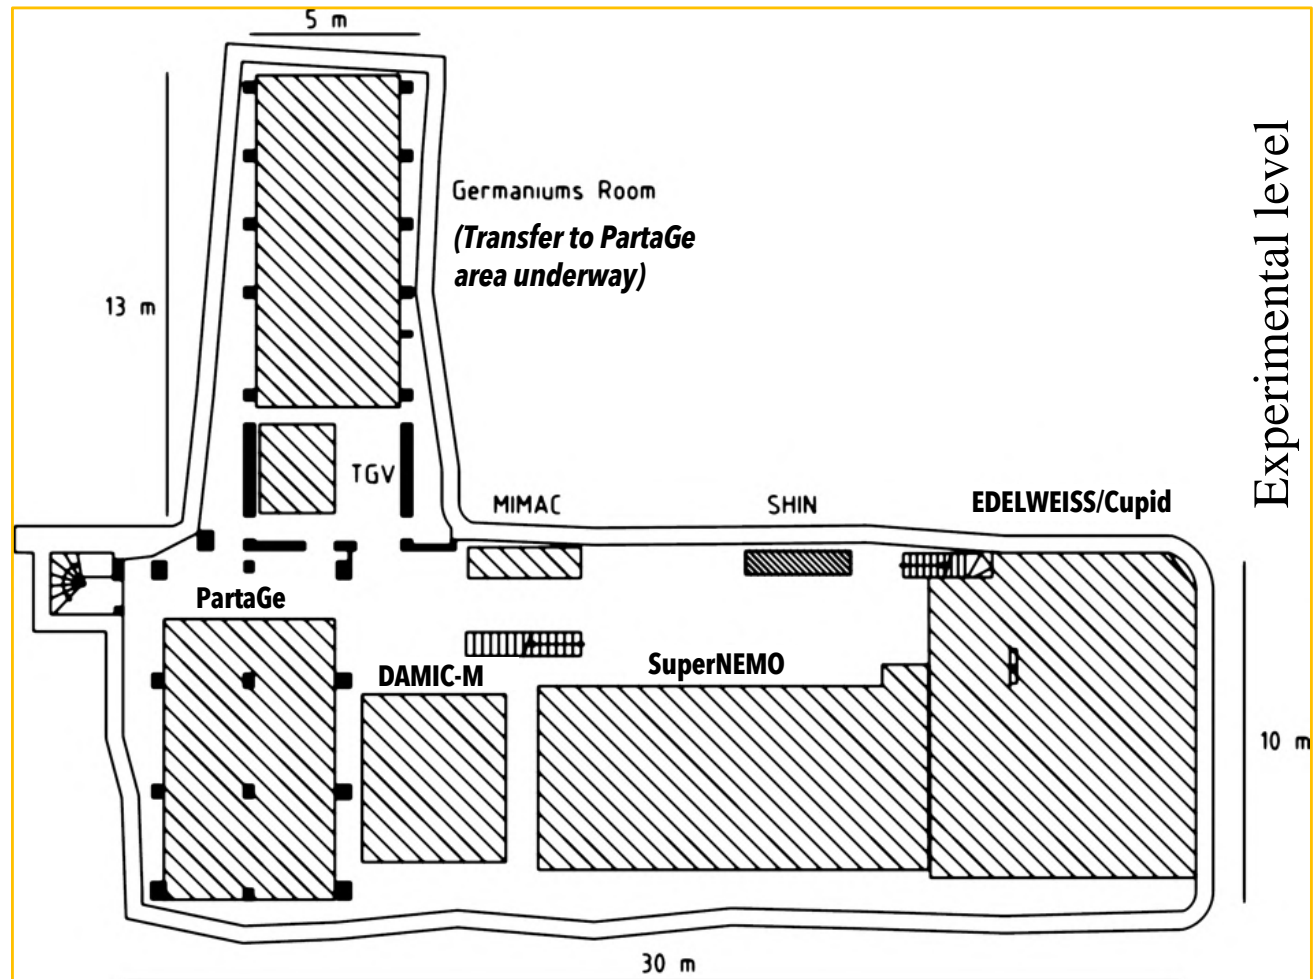 5 m
Germaniums Room
(Transfer to PartaGe
area underway)
13 m
Experimental level
TGV
MIMAC
SHIN
EDELWEISS/Cupid
PartaGe
DAMIC-M
SuperNEMO
10 m
30 m